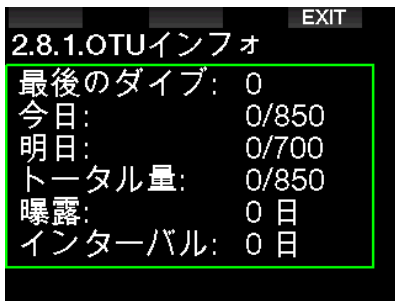 EXIT
2.8.1.OTUインフォ
最後のダイブ: 0
今日: 0/850
明日: 0/700
トータル量: 0/850
曝露: 0 日
インターバル: 0 日